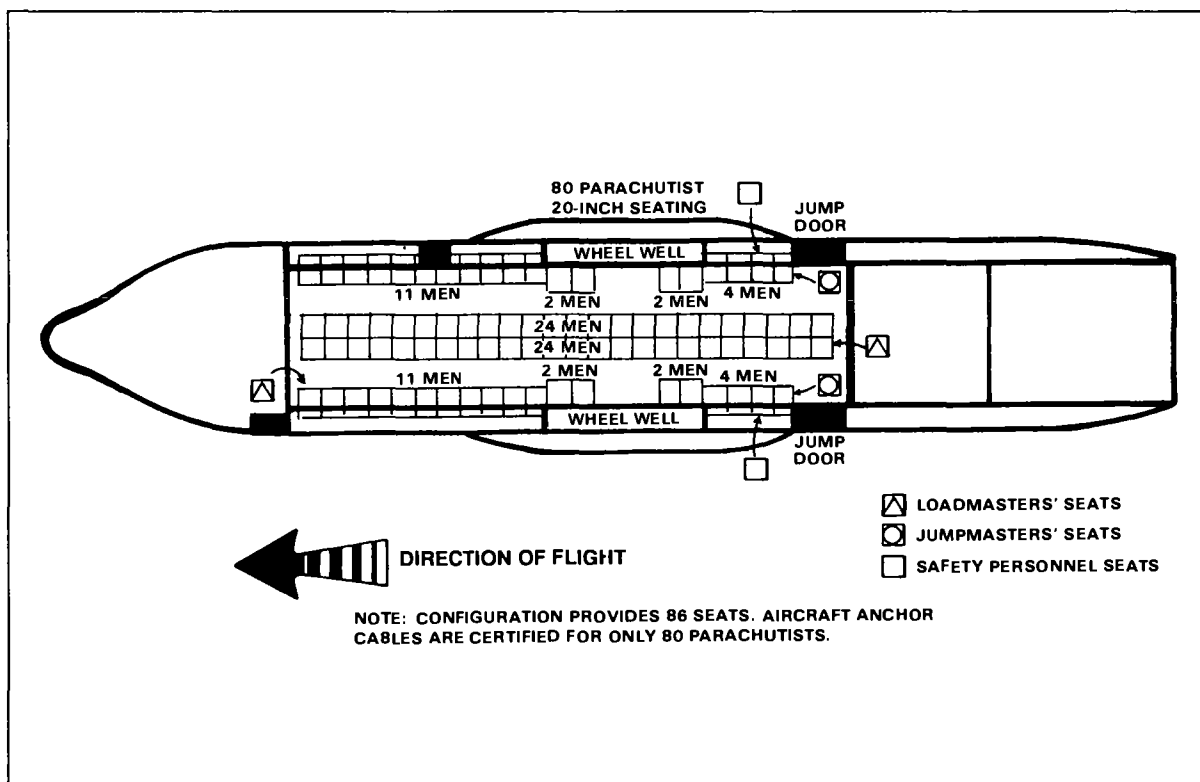 80 PARACHUTIST
20-INCH SEATING
JUMP
DOOR
WHEEL WELL
11 MEN
2 MEN
2 MEN
4 MEN
24 MEN
24 MEN
11 MEN
2 MEN
2 MEN
4 MEN
WHEEL WELL
JUMP
DOOR
LOADMASTERS' SEATS
JUMPMASTERS' SEATS
SAFETY PERSONNEL SEATS
DIRECTION OF FLIGHT
NOTE: CONFIGURATION PROVIDES 86 SEATS. AIRCRAFT ANCHOR
CABLES ARE CERTIFIED FOR ONLY 80 PARACHUTISTS.